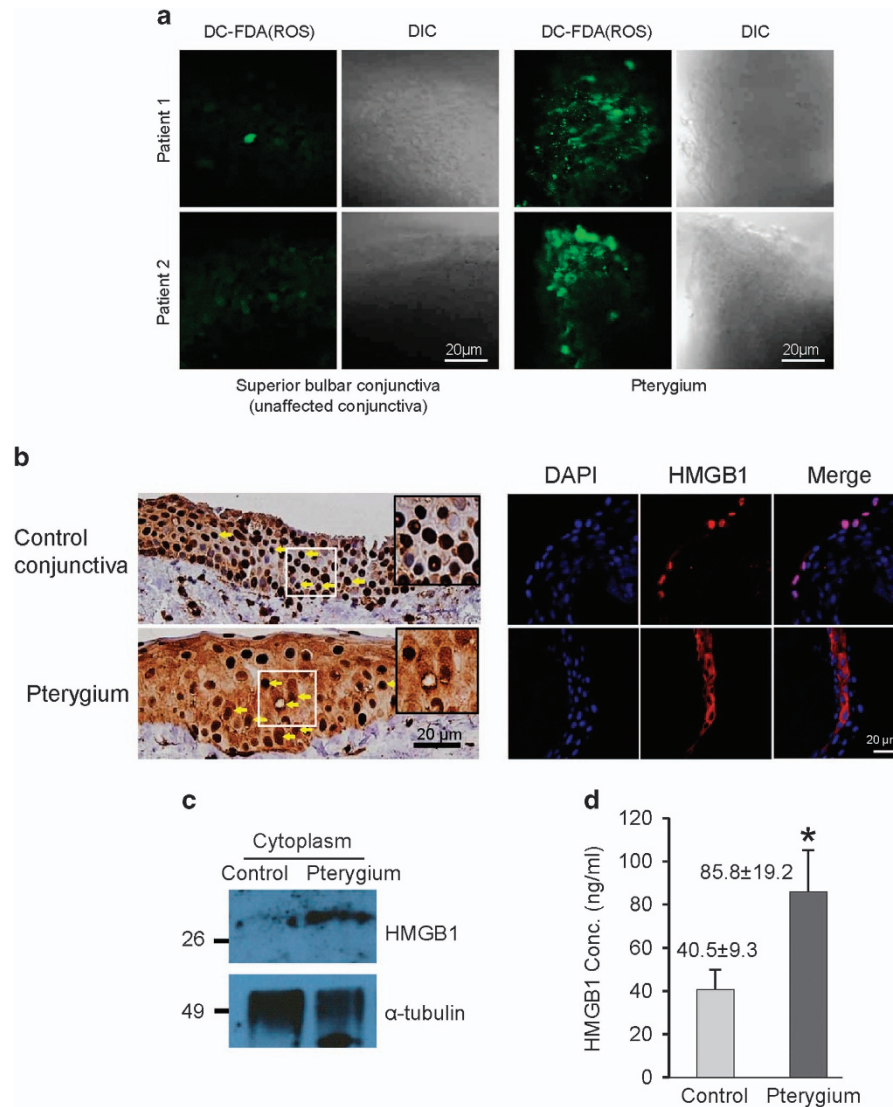 a
DC-FDA(ROS) DIC DC-FDA(ROS) DIC
Patient 1
Patient 2
20µm 20µm
Superior bulbar conjunctiva
(unaffected conjunctiva)
Pterygium
b
DAPI HMGB1 Merge
Control
conjunctiva
Pterygium
20 µm
20 µm
c
Cytoplasm
Control Pterygium
26
HMGB1
49
α-tubulin
d
HMGB1 Conc. (ng/ml)
120
100
80
60
40
20
0
40.5±9.3
85.8±19.2
*
Control Pterygium